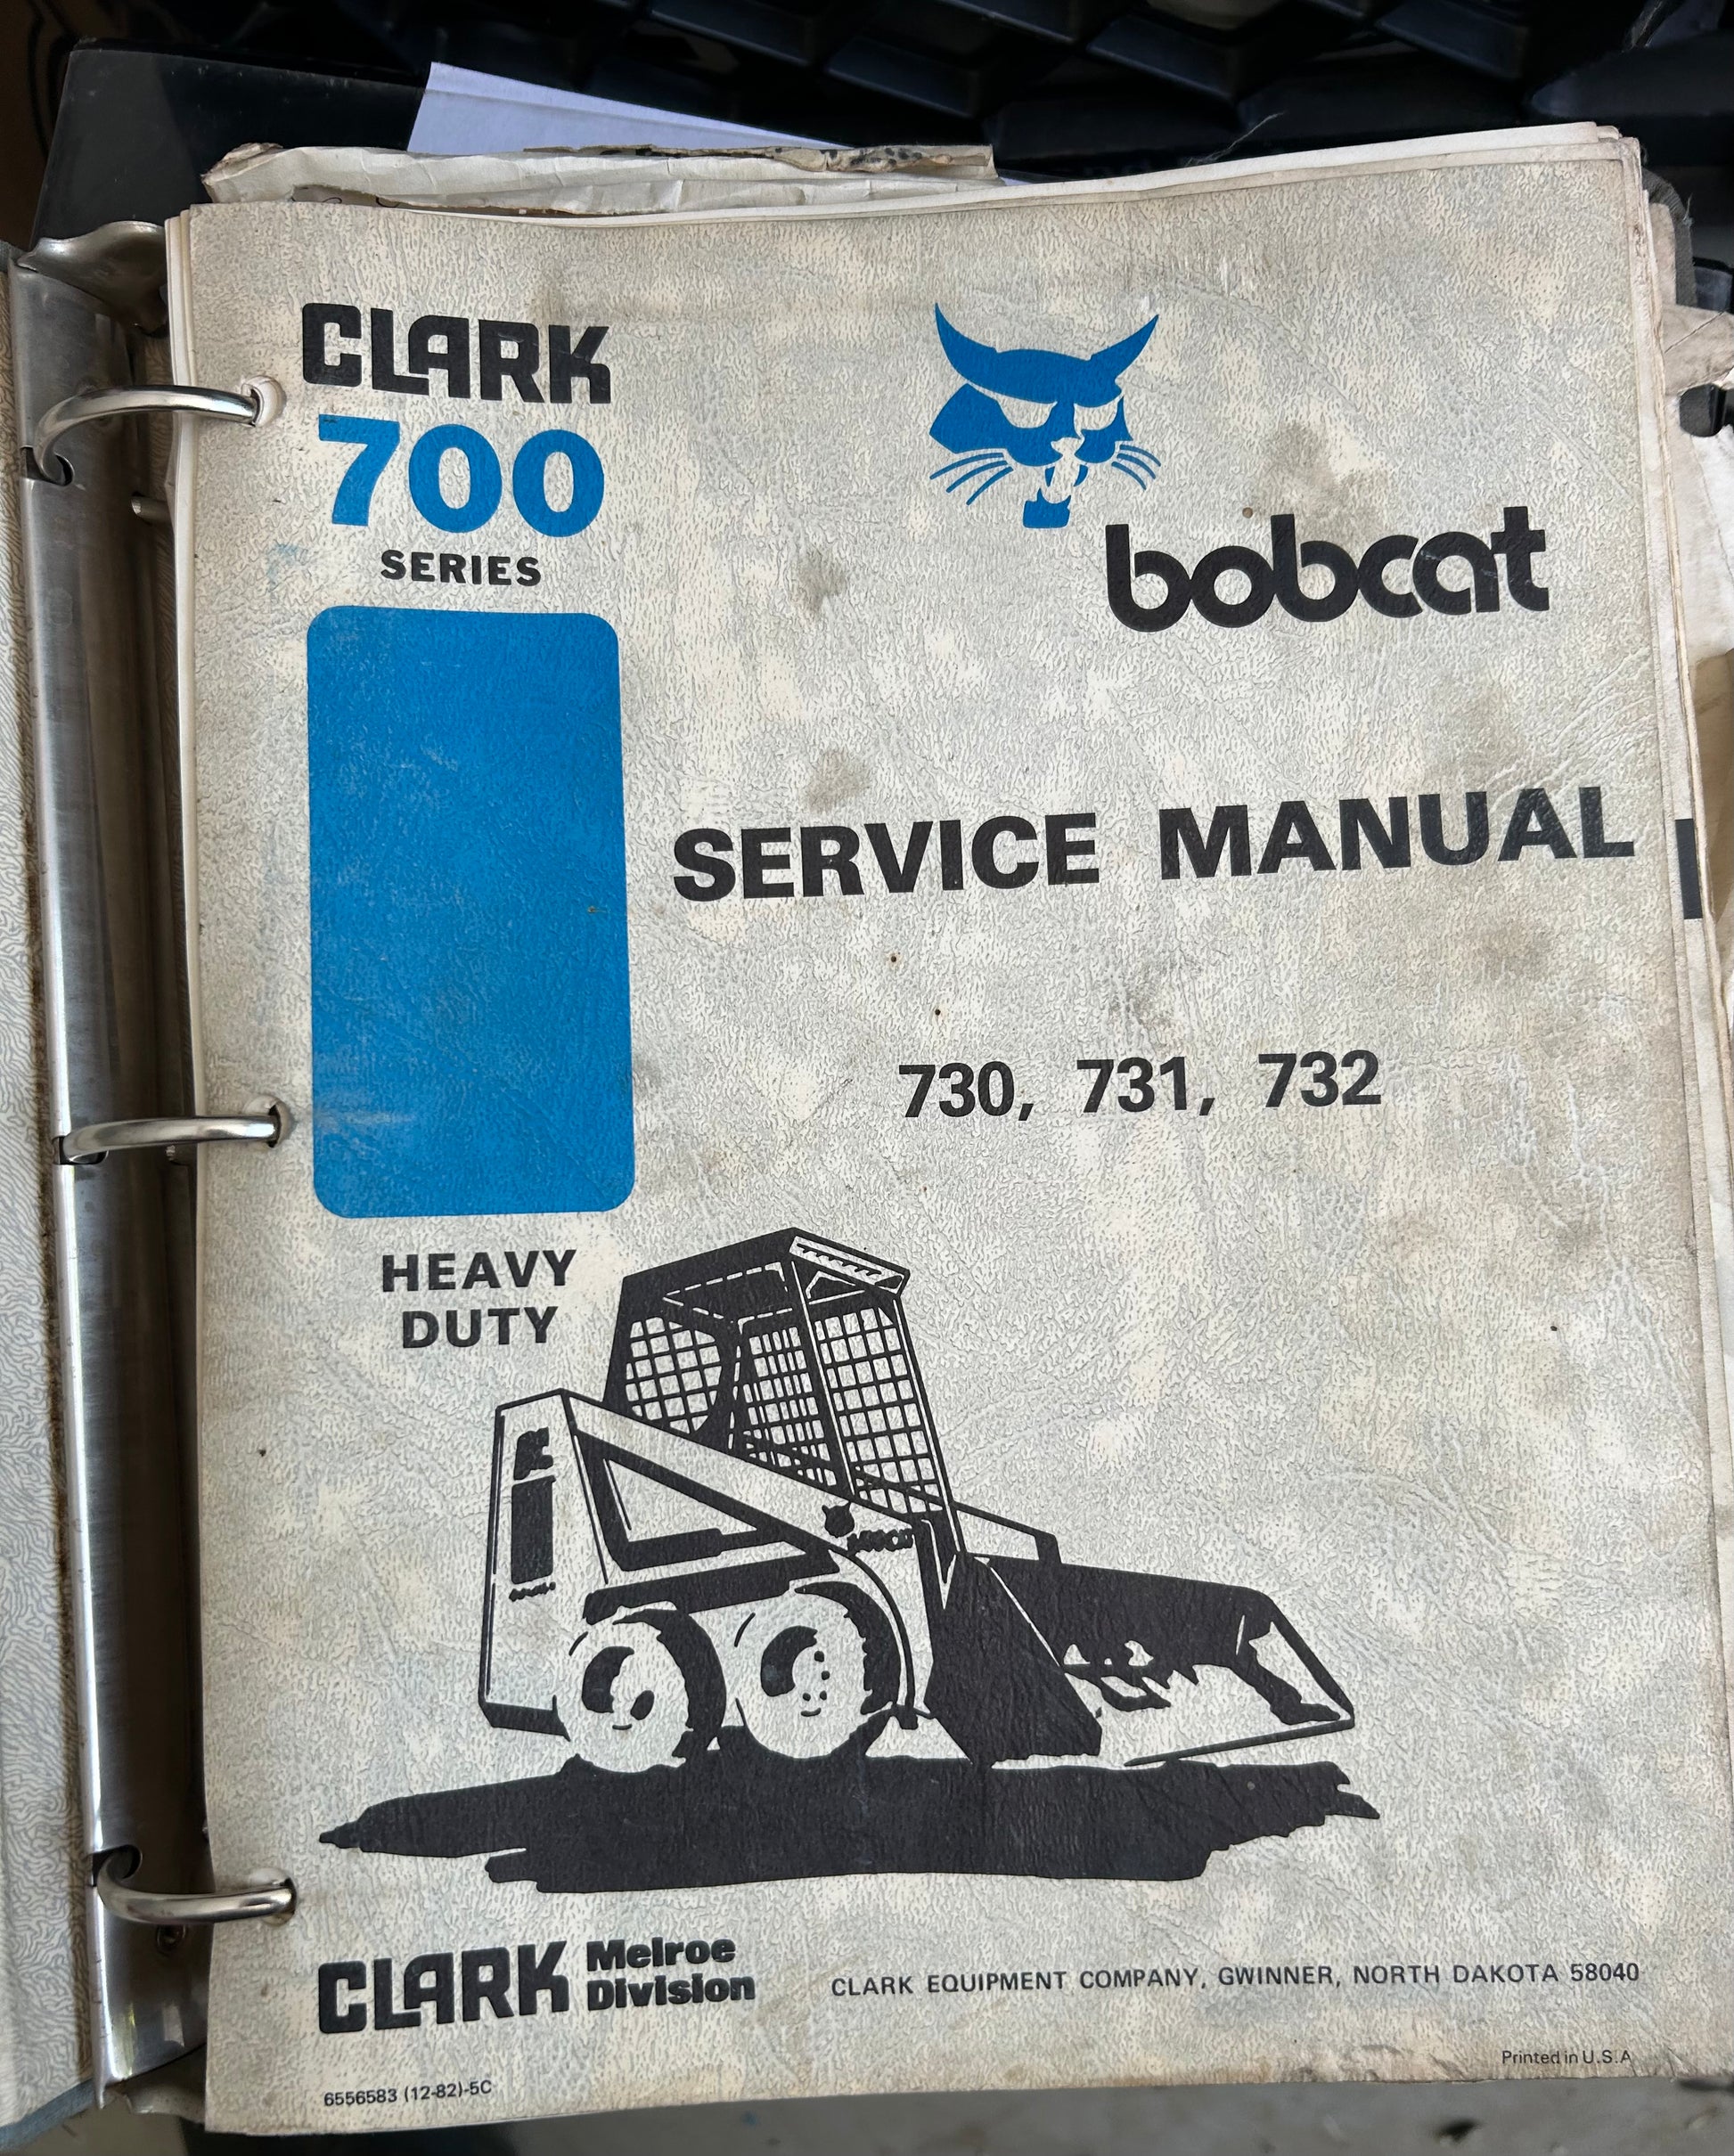 CLARK
700
SERIES
bobcat
SERVICE MANUAL
730, 731, 732
HEAVY
DUTY
CLARK Melroe
Division
CLARK EQUIPMENT COMPANY, GWINNER, NORTH DAKOTA 58040
Printed in U.S.A
6556583 (12-82)-5C